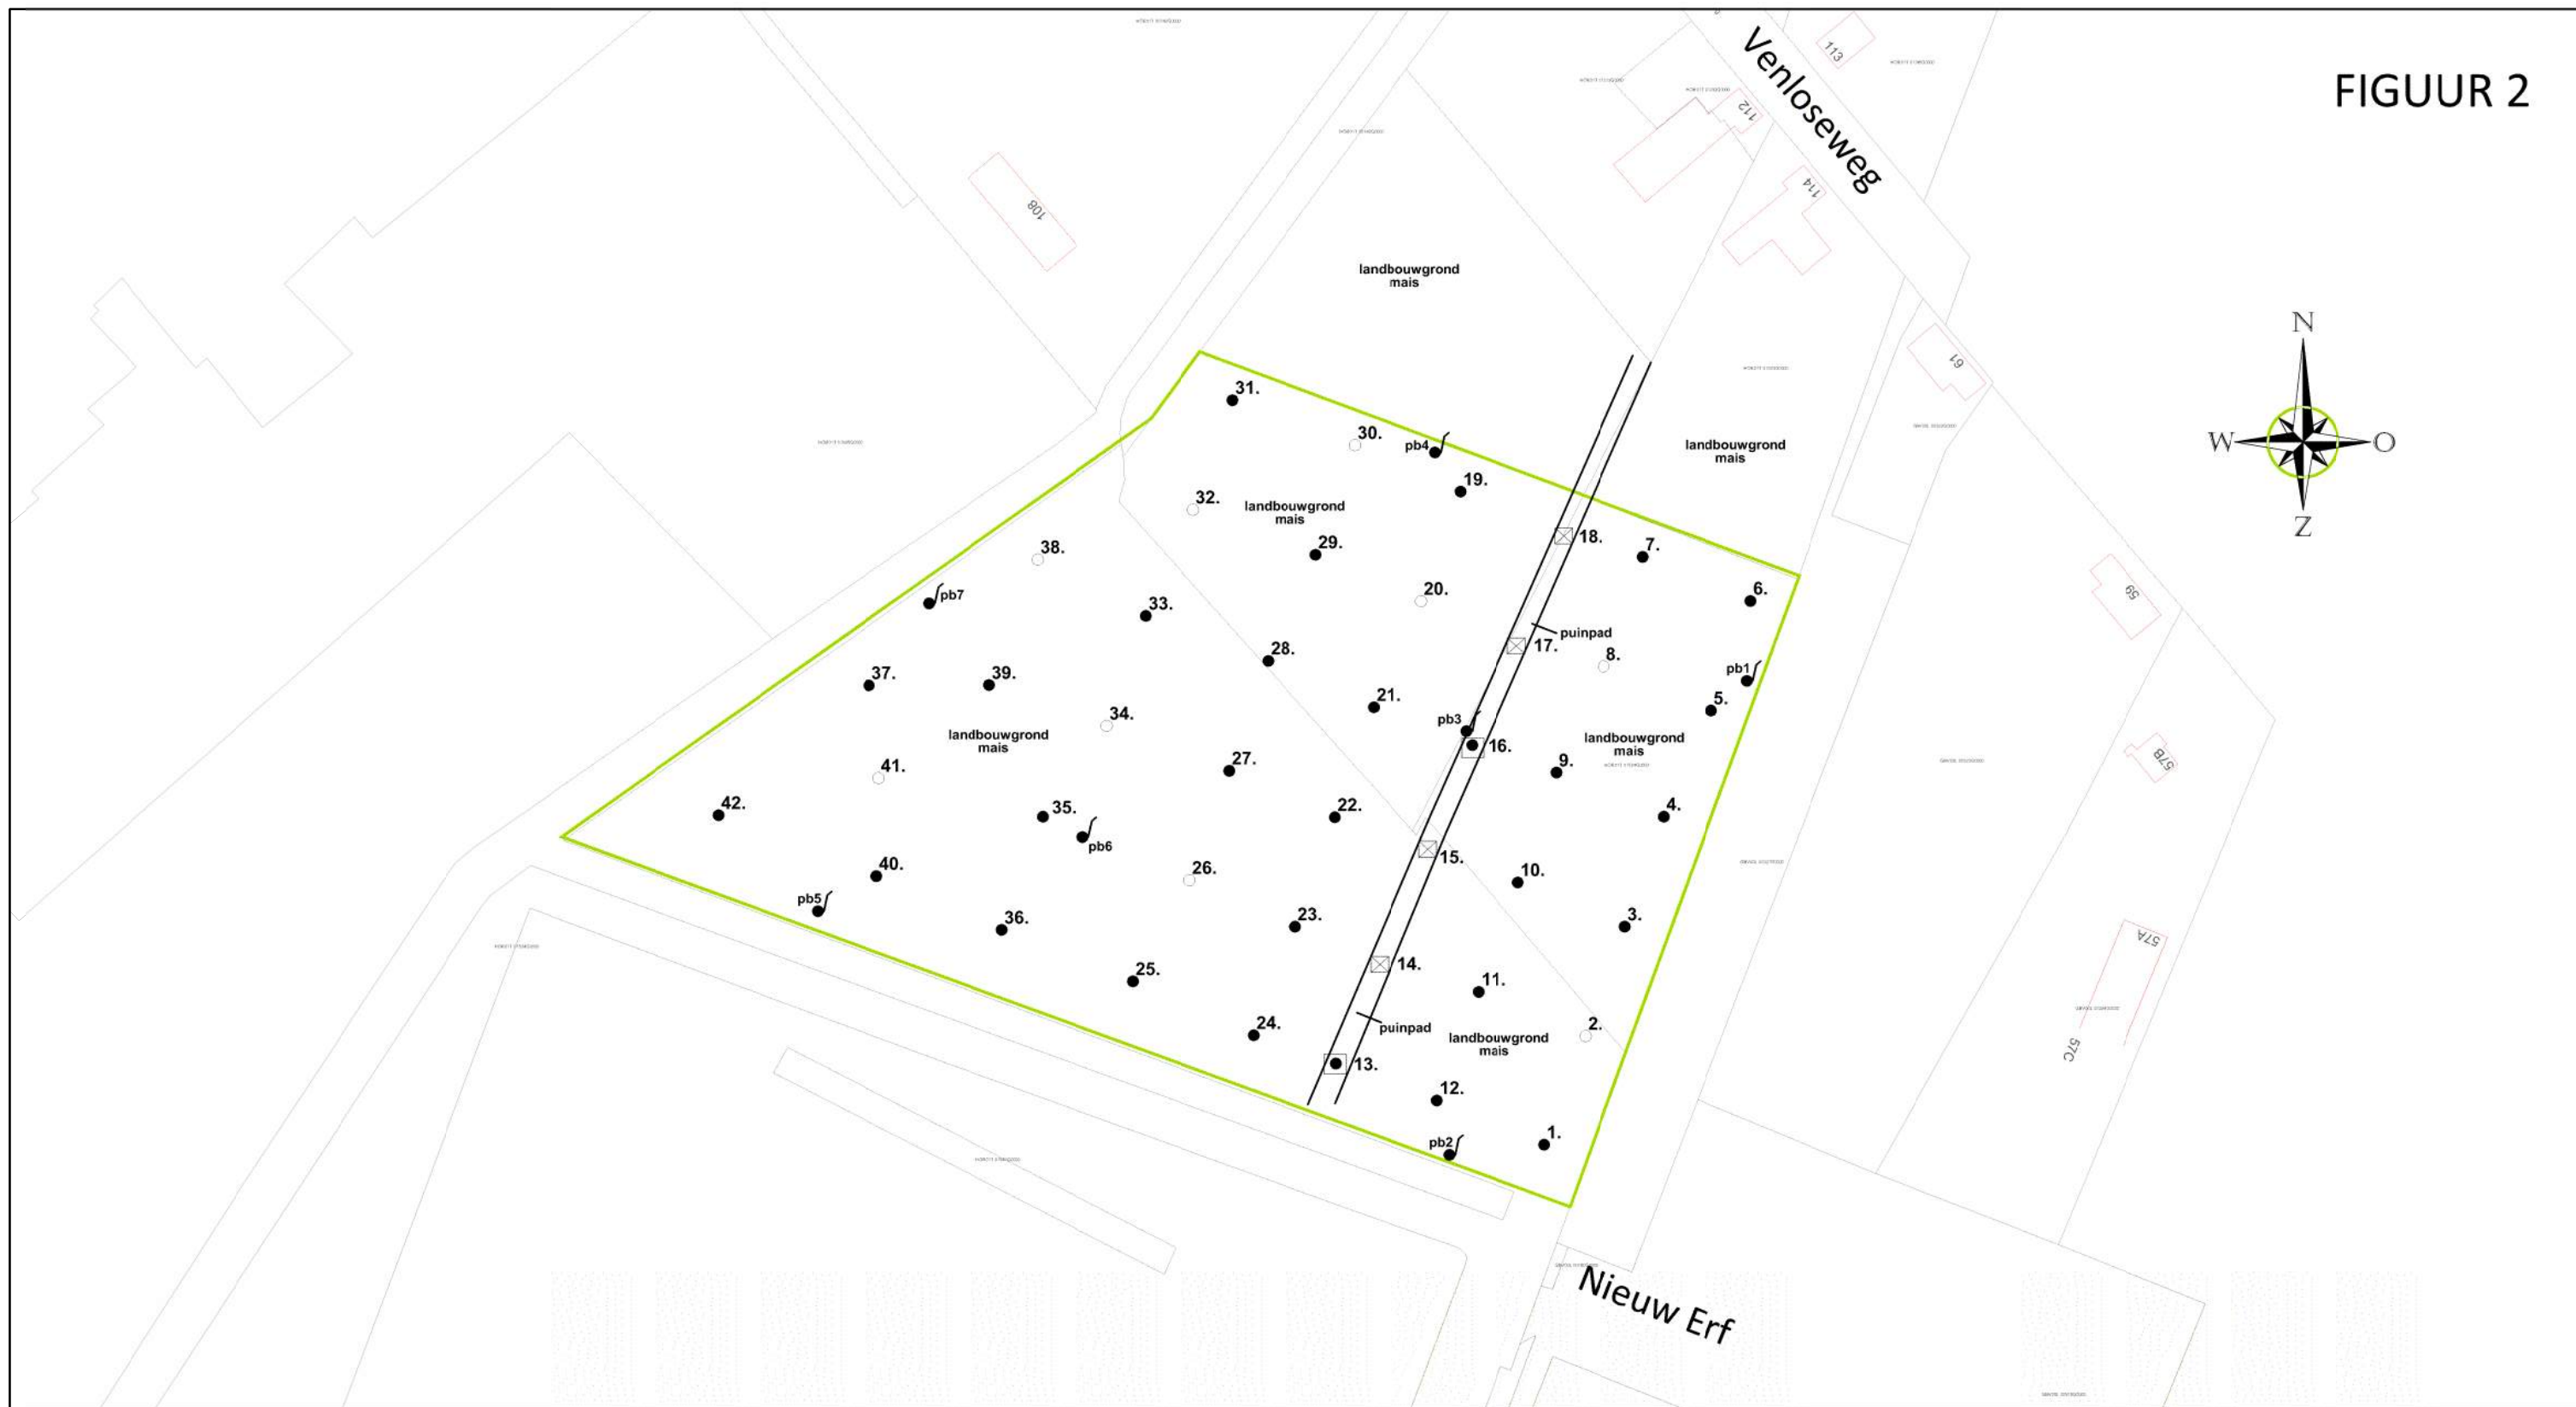 FIGUUR 2
Venloseweg
113
112
114
108
61
59
57B
57A
57C
N
W
O
Z
landbouwgrond
mais
landbouwgrond
mais
31.
30.
pb4
19.
32.
landbouwgrond
mais
29.
38.
18.
7.
20.
6.
pb7
33.
puinpad
17.
8.
28.
pb1
37.
39.
21.
5.
34.
pb3
16.
landbouwgrond
mais
landbouwgrond
mais
27.
9.
41.
42.
35.
22.
4.
pb6
15.
40.
26.
10.
pb5
36.
23.
3.
14.
25.
11.
24.
puinpad
landbouwgrond
mais
2.
13.
12.
pb2
1.
Nieuw Erf